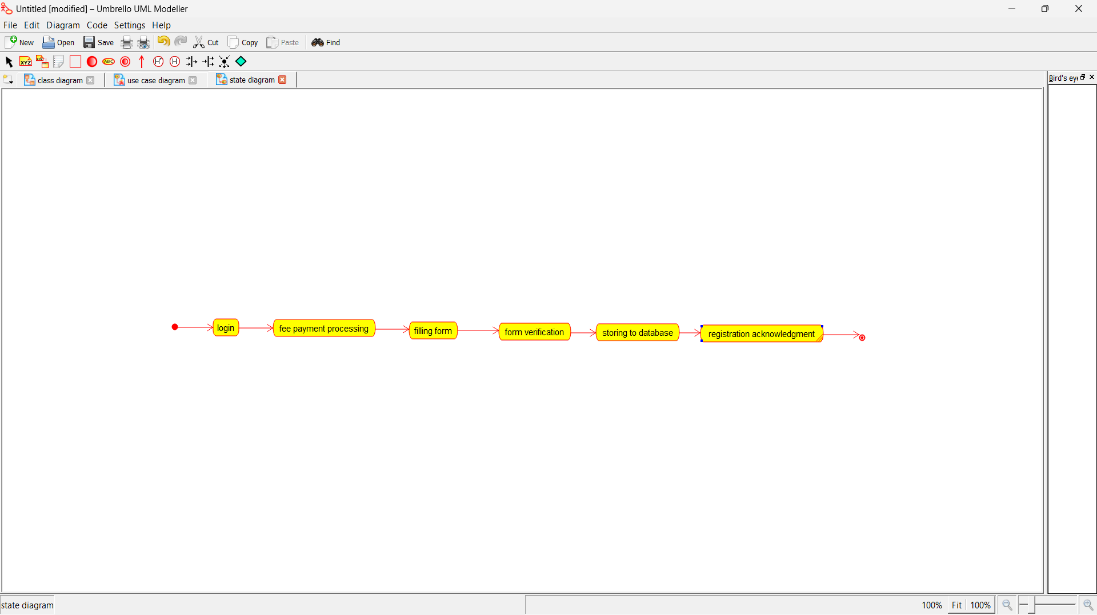 Untitled [modified] – Umbrello UML Modeller
File Edit Diagram Code Settings Help
New Open Save Cut Copy Paste Find
XYZ
class diagram use case diagram state diagram Bird's eye
login fee payment processing filling form form verification storing to database registration acknowledgment
state diagram 100% Fit 100%